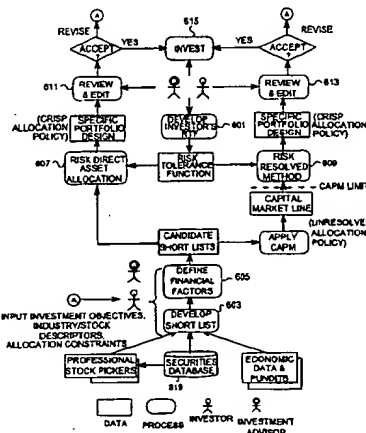 A
A
615
REVISE
REVISE
YES
YES
ACCEPT
?
INVEST
ACCEPT
?
611
613
REVIEW
& EDIT
REVIEW
& EDIT
(CRISP
ALLOCATION
POLICY)
SPECIFIC
PORTFOLIO
DESIGN
DEVELOP
INVESTOR'S
601
SPECIFIC
PORTFOLIO
DESIGN
(CRISP
ALLOCATION
POLICY)
607
RISK DIRECT
ASSET
ALLOCATION
RISK
TOLERANCE
FUNCTION
RISK
RESOLVED
METHOD
609
CAPM LIMIT
CAPITAL
MARKET LINE
(UNRESOLVED
ALLOCATION
POLICY)
CANDIDATE
SHORT LISTS
APPLY
CAPM
605
DEFINE
FINANCIAL
FACTORS
A
603
INPUT INVESTMENT OBJECTIVES,
INDUSTRY/STOCK
DESCRIPTORS,
ALLOCATION CONSTRAINTS
DEVELOP
SHORT LIST
PROFESSIONAL
STOCK PICKERS
SECURITIES
DATABASE
ECONOMIC
DATA &
PUNDITS
619
DATA
PROCESS
INVESTOR
INVESTMENT
ADVISOR